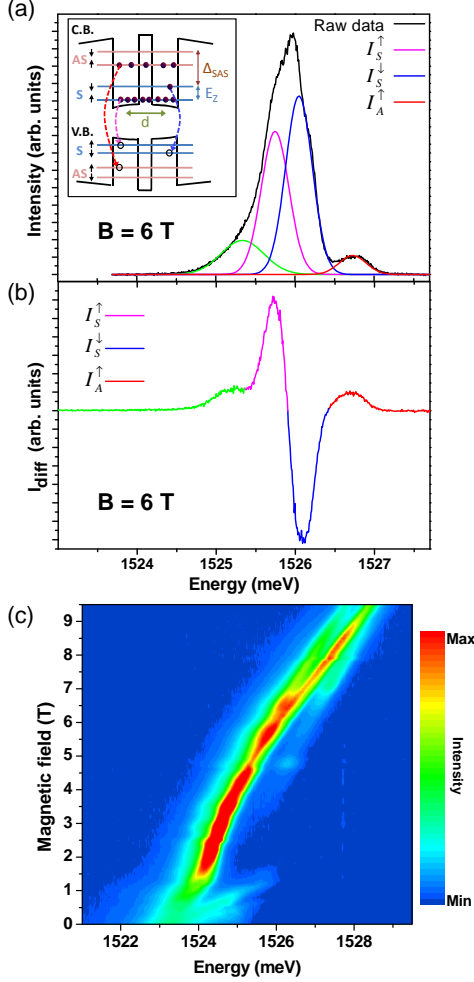 (a)
C.B.
AS
S
Δ_SAS
E_Z
d
V.B.
S
AS
Raw data
I_S^↑
I_S^↓
I_A^↑
B = 6 T
Intensity (arb. units)
(b)
I_S^↑
I_S^↓
I_A^↑
B = 6 T
I_diff (arb. units)
1524 1525 1526 1527
Energy (meV)
(c)
9
8
7
6
5
4
3
2
1
0
Magnetic field (T)
1522 1524 1526 1528
Energy (meV)
Max
Intensity
Min